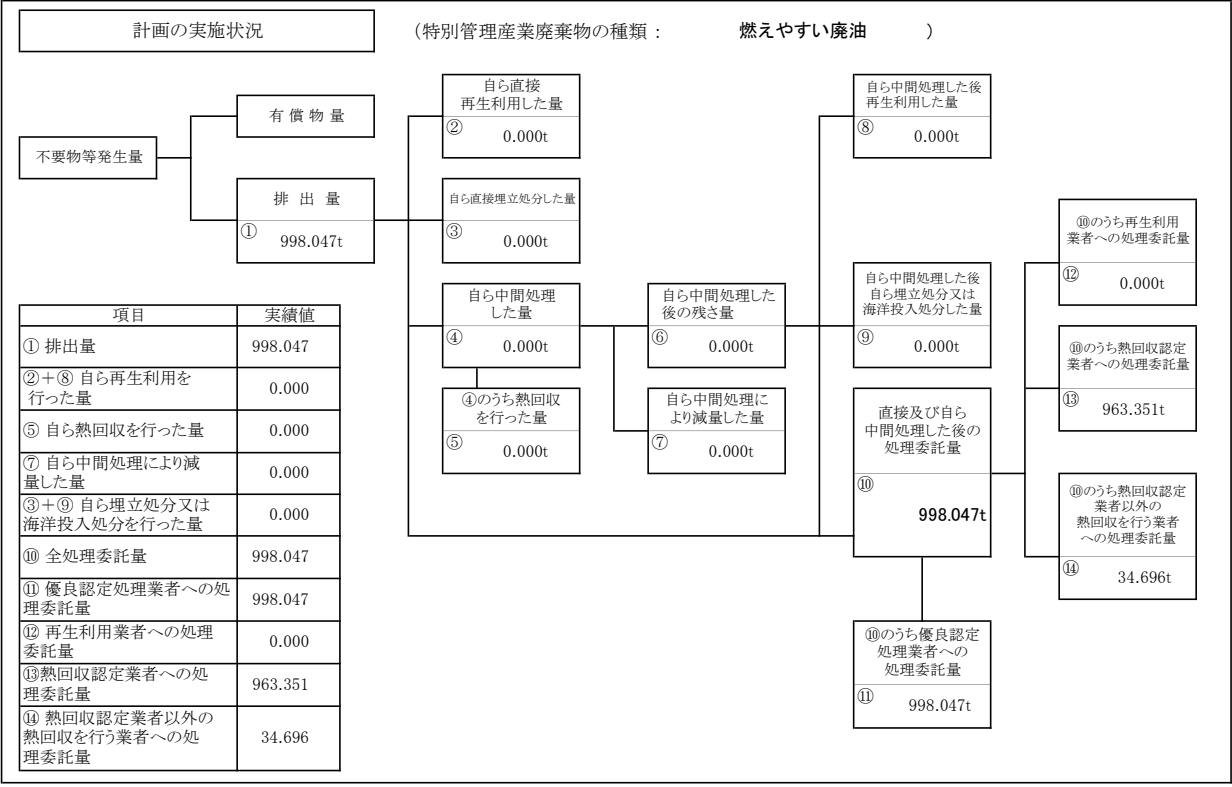 計画の実施状況
（特別管理産業廃棄物の種類： 燃えやすい廃油 ）
不要物等発生量
有 償 物 量
排 出 量
① 998.047t
自ら直接
再生利用した量
② 0.000t
自ら直接埋立処分した量
③ 0.000t
自ら中間処理
した量
④ 0.000t
④のうち熱回収
を行った量
⑤ 0.000t
自ら中間処理した
後の残さ量
⑥ 0.000t
自ら中間処理に
より減量した量
⑦ 0.000t
自ら中間処理した後
再生利用した量
⑧ 0.000t
自ら中間処理した後
自ら埋立処分又は
海洋投入処分した量
⑨ 0.000t
直接及び自ら
中間処理した後の
処理委託量
⑩
998.047t
⑩のうち優良認定
処理業者への
処理委託量
⑪ 998.047t
⑩のうち再生利用
業者への処理委託量
⑫ 0.000t
⑩のうち熱回収認定
業者への処理委託量
⑬ 963.351t
⑩のうち熱回収認定
業者以外の
熱回収を行う業者
への処理委託量
⑭ 34.696t
項目 実績値
① 排出量 998.047
②＋⑧ 自ら再生利用を
行った量 0.000
⑤ 自ら熱回収を行った量 0.000
⑦ 自ら中間処理により減
量した量 0.000
③＋⑨ 自ら埋立処分又は
海洋投入処分を行った量 0.000
⑩ 全処理委託量 998.047
⑪ 優良認定処理業者への処
理委託量 998.047
⑫ 再生利用業者への処理
委託量 0.000
⑬熱回収認定業者への処
理委託量 963.351
⑭ 熱回収認定業者以外の
熱回収を行う業者への処
理委託量 34.696